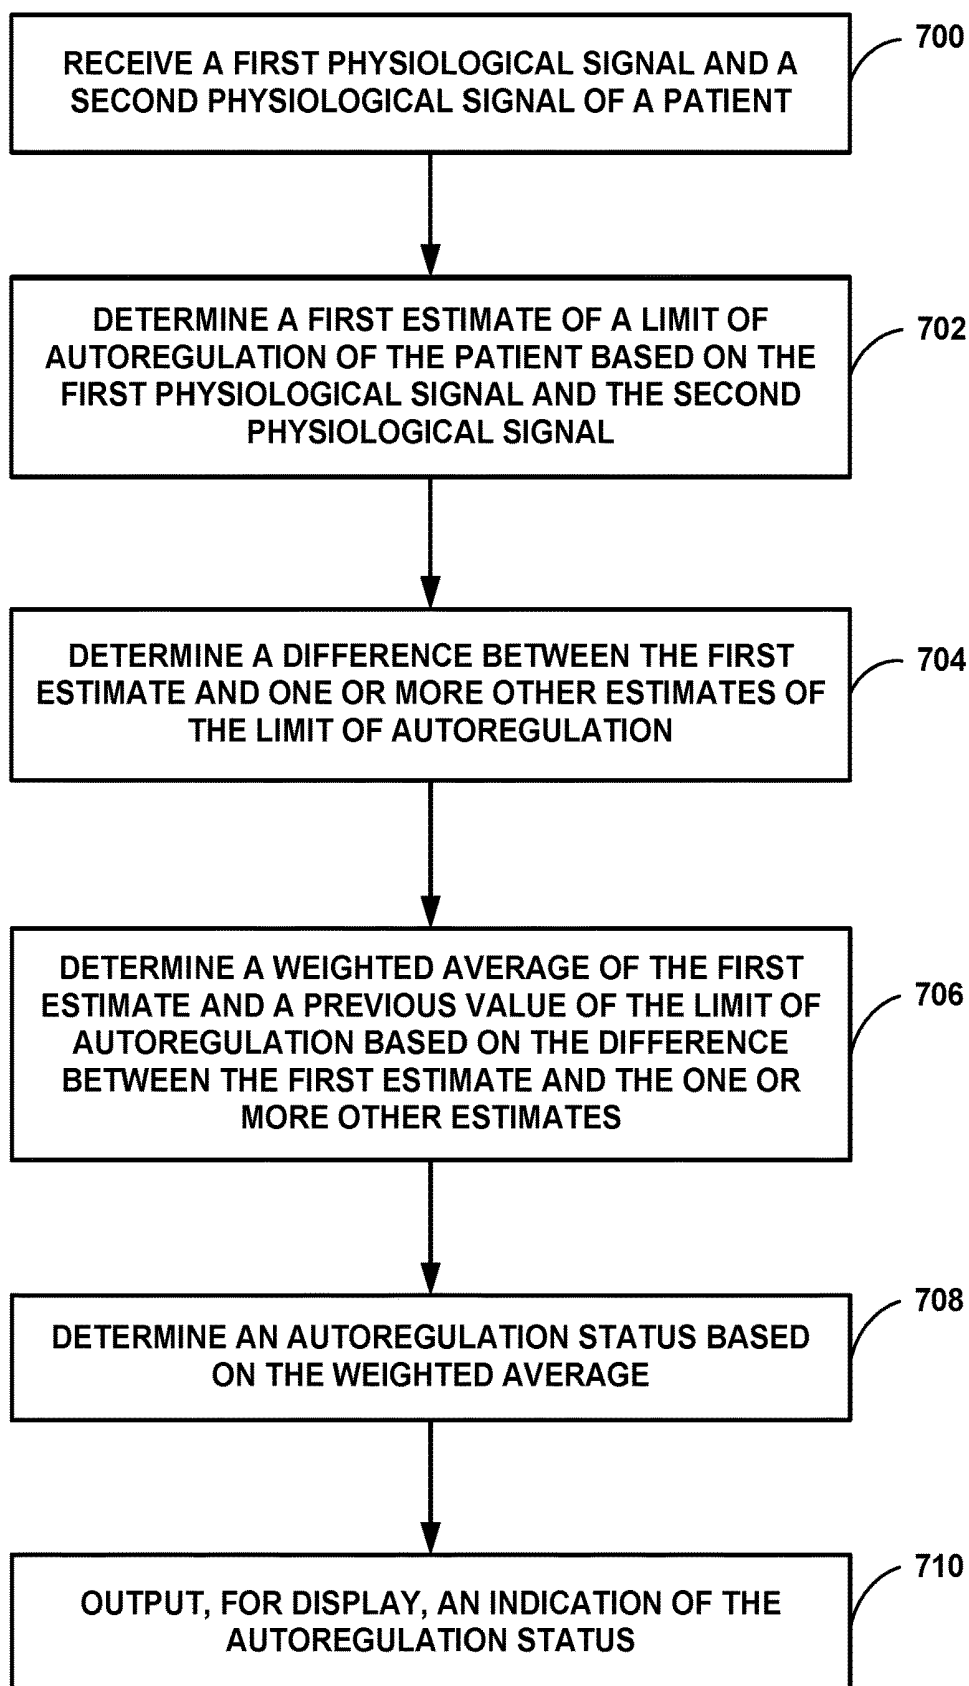 RECEIVE A FIRST PHYSIOLOGICAL SIGNAL AND A
SECOND PHYSIOLOGICAL SIGNAL OF A PATIENT
700
DETERMINE A FIRST ESTIMATE OF A LIMIT OF
AUTOREGULATION OF THE PATIENT BASED ON THE
FIRST PHYSIOLOGICAL SIGNAL AND THE SECOND
PHYSIOLOGICAL SIGNAL
702
DETERMINE A DIFFERENCE BETWEEN THE FIRST
ESTIMATE AND ONE OR MORE OTHER ESTIMATES OF
THE LIMIT OF AUTOREGULATION
704
DETERMINE A WEIGHTED AVERAGE OF THE FIRST
ESTIMATE AND A PREVIOUS VALUE OF THE LIMIT OF
AUTOREGULATION BASED ON THE DIFFERENCE
BETWEEN THE FIRST ESTIMATE AND THE ONE OR
MORE OTHER ESTIMATES
706
DETERMINE AN AUTOREGULATION STATUS BASED
ON THE WEIGHTED AVERAGE
708
OUTPUT, FOR DISPLAY, AN INDICATION OF THE
AUTOREGULATION STATUS
710